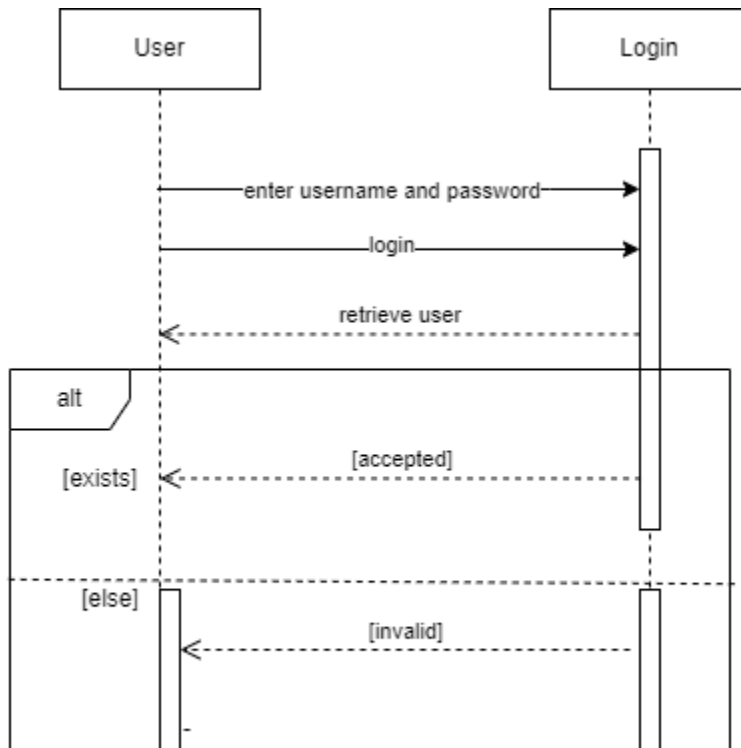 User
Login
enter username and password
login
retrieve user
alt
[accepted]
[exists]
[else]
[invalid]
-